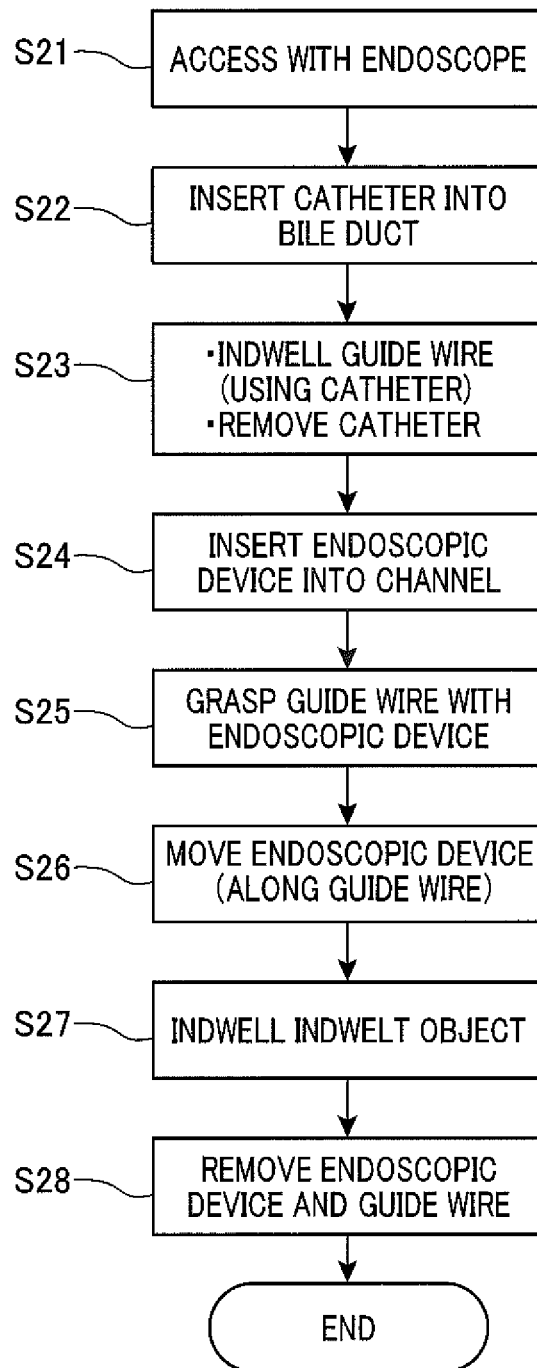 S21
ACCESS WITH ENDOSCOPE
S22
INSERT CATHETER INTO
BILE DUCT
S23
・INDWELL GUIDE WIRE
(USING CATHETER)
・REMOVE CATHETER
S24
INSERT ENDOSCOPIC
DEVICE INTO CHANNEL
S25
GRASP GUIDE WIRE WITH
ENDOSCOPIC DEVICE
S26
MOVE ENDOSCOPIC DEVICE
(ALONG GUIDE WIRE)
S27
INDWELL INDWELT OBJECT
S28
REMOVE ENDOSCOPIC
DEVICE AND GUIDE WIRE
END